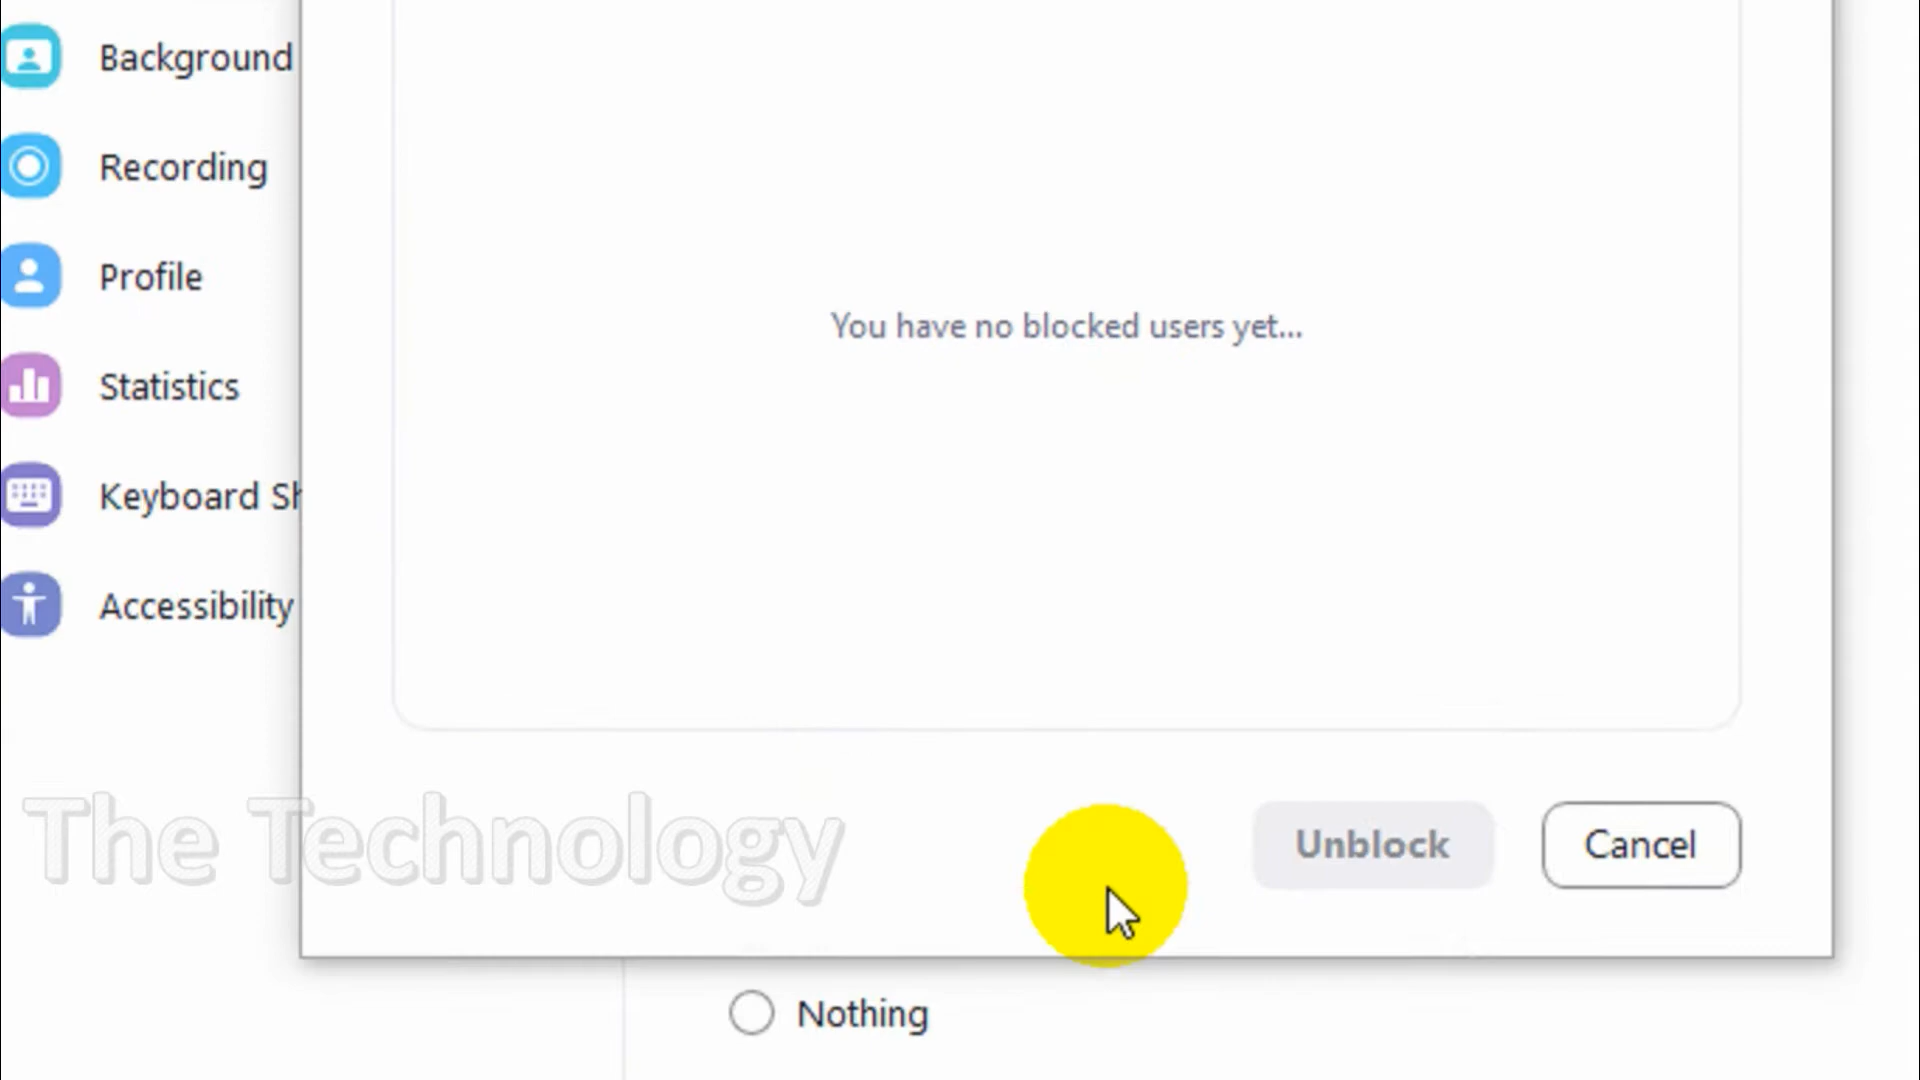 Background
Recording
Profile
Statistics
Keyboard Sh
Accessibility
You have no blocked users yet...
The Technology
Unblock
Cancel
Nothing